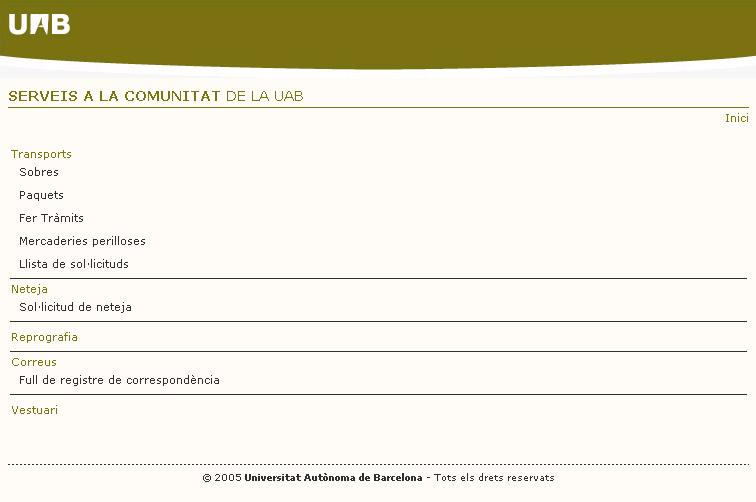 UAB
SERVEIS A LA COMUNITAT DE LA UAB
Inici
Transports
Sobres
Paquets
Fer Tràmits
Mercaderies perilloses
Llista de sol·licituds
Neteja
Sol·licitud de neteja
Reprografia
Correus
Full de registre de correspondència
Vestuari
© 2005 Universitat Autònoma de Barcelona - Tots els drets reservats